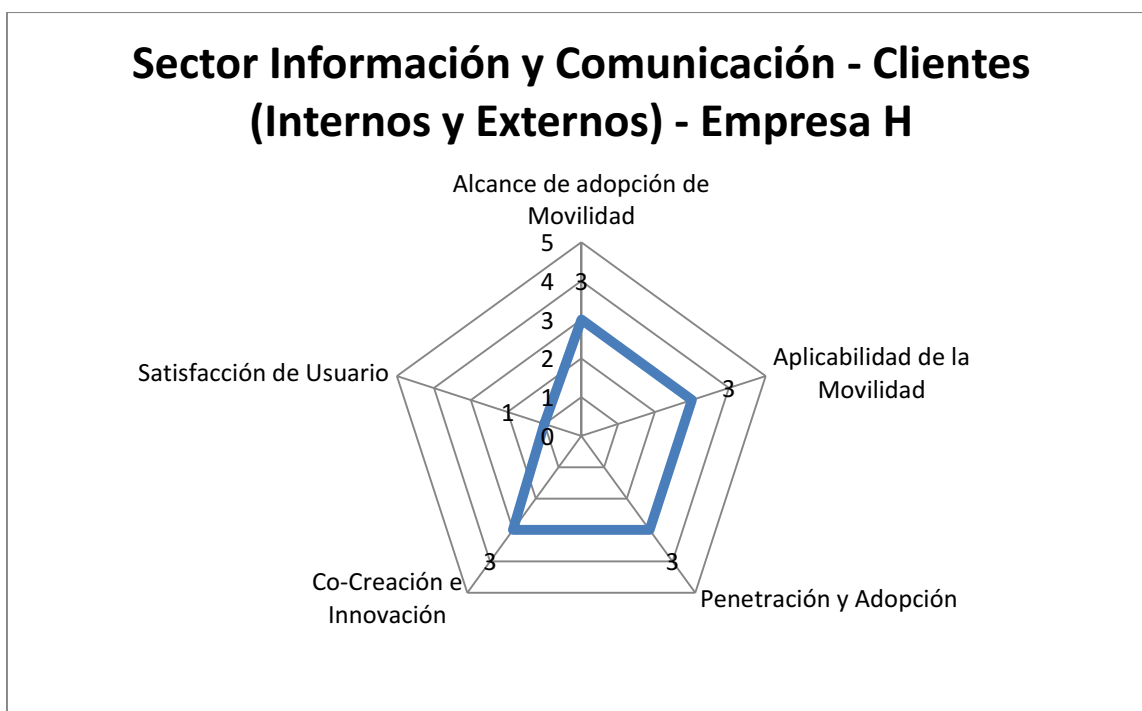 Sector Información y Comunicación - Clientes
(Internos y Externos) - Empresa H
Alcance de adopción de
Movilidad
5
4
3
3
2
1
0
3
Aplicabilidad de la
Movilidad
Satisfacción de Usuario
1
3
3
Co-Creación e
Innovación
Penetración y Adopción